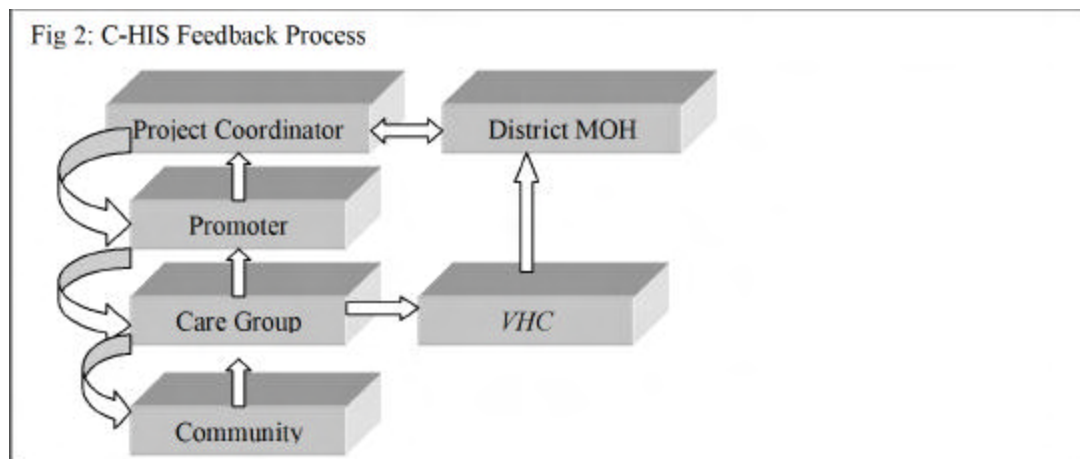 Fig 2: C-HIS Feedback Process
Project Coordinator
District MOH
Promoter
Care Group
VHC
Community